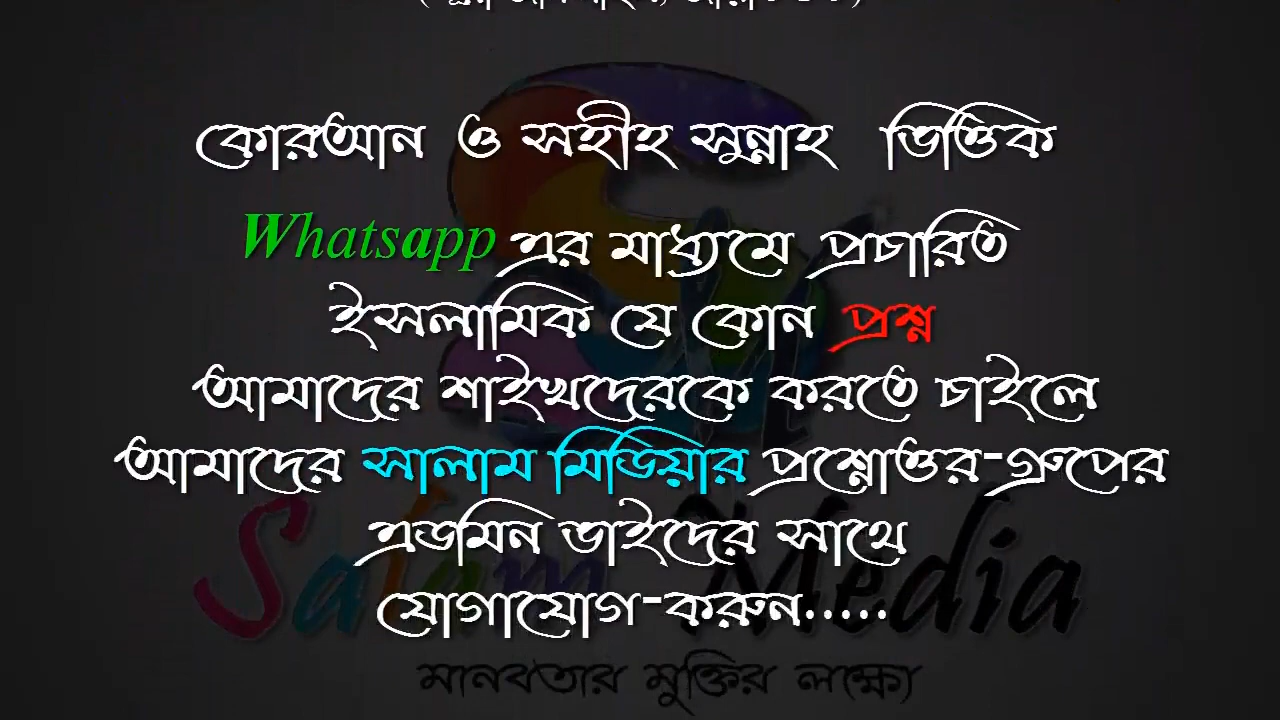 কোরআন ও সহীহ সুন্নাহ ভিত্তিক
Whatsapp এর মাধ্যমে প্রচারিত
ইসলামিক যে কোন প্রশ্ন
আমাদের শাইখদেরকে করতে চাইলে
আমাদের সালাম মিডিয়ার প্রশ্নোত্তর-গ্রুপের
এডমিন ভাইদের সাথে
যোগাযোগ-করুন.....
Salam Media
মানবতার মুক্তির লক্ষ্যে